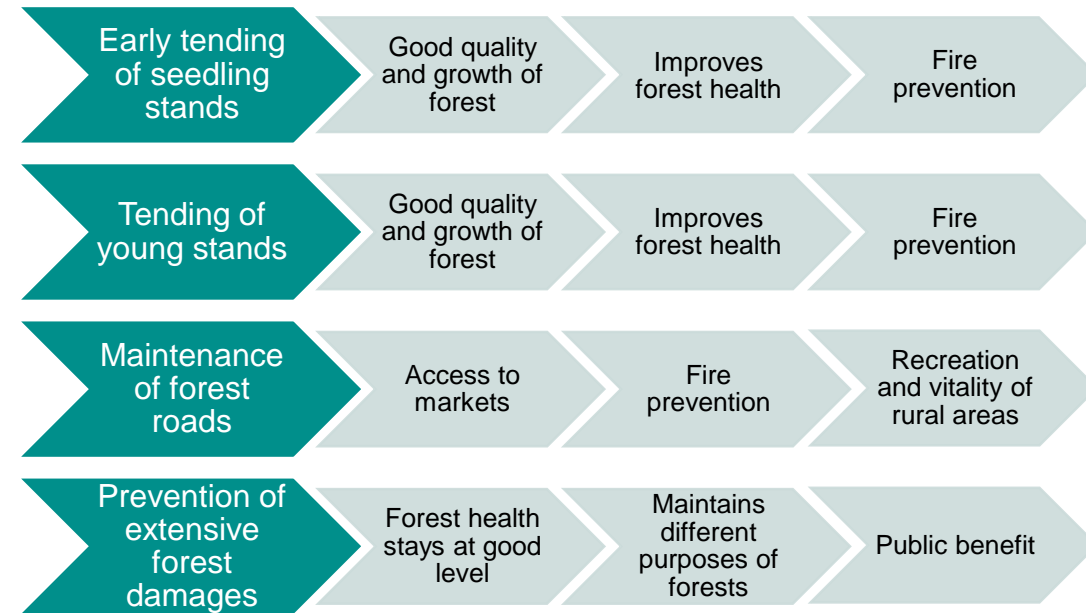 Early tending
of seedling
stands
Good quality
and growth of
forest
Improves
forest health
Fire
prevention
Tending of
young stands
Good quality
and growth of
forest
Improves
forest health
Fire
prevention
Maintenance
of forest
roads
Access to
markets
Fire
prevention
Recreation
and vitality of
rural areas
Prevention of
extensive
forest
damages
Forest health
stays at good
level
Maintains
different
purposes of
forests
Public benefit